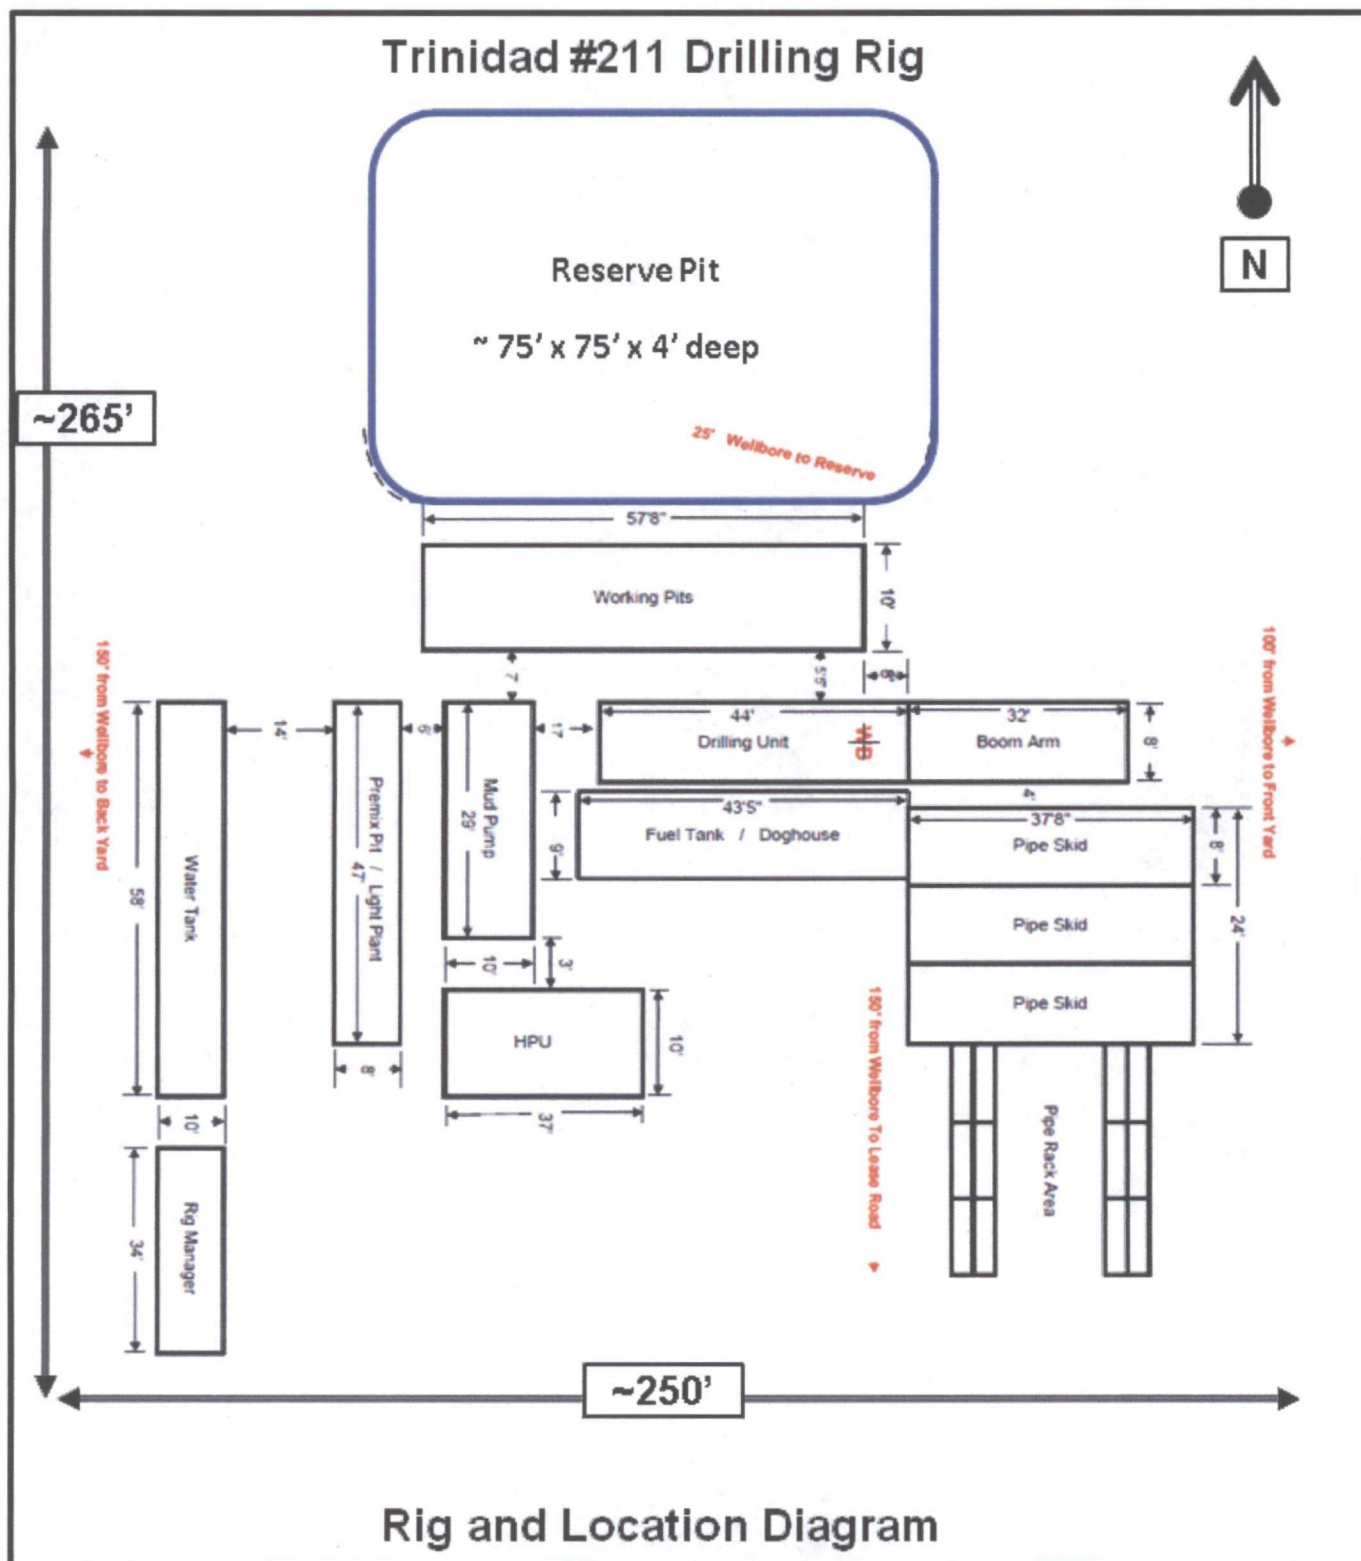 Trinidad #211 Drilling Rig
N
Reserve Pit
~ 75' x 75' x 4' deep
~265'
25' Wellbore to Reserve
57'8"
Working Pits
10'
150' from Wellbore to Back Yard
100' from Wellbore to Front Yard
7'
5'5"
14'
6'
17'
44'
Drilling Unit
WB
32'
Boom Arm
8'
4'
Water Tank
58'
Premix Pit / Light Plant
47'
Mud Pump
29'
9'
43'5"
Fuel Tank / Doghouse
37'8"
Pipe Skid
8'
24'
Pipe Skid
Pipe Skid
10'
3'
HPU
10'
37'
8'
10'
150' from Wellbore To Lease Road
Pipe Rack Area
Rig Manager
34'
~250'
Rig and Location Diagram